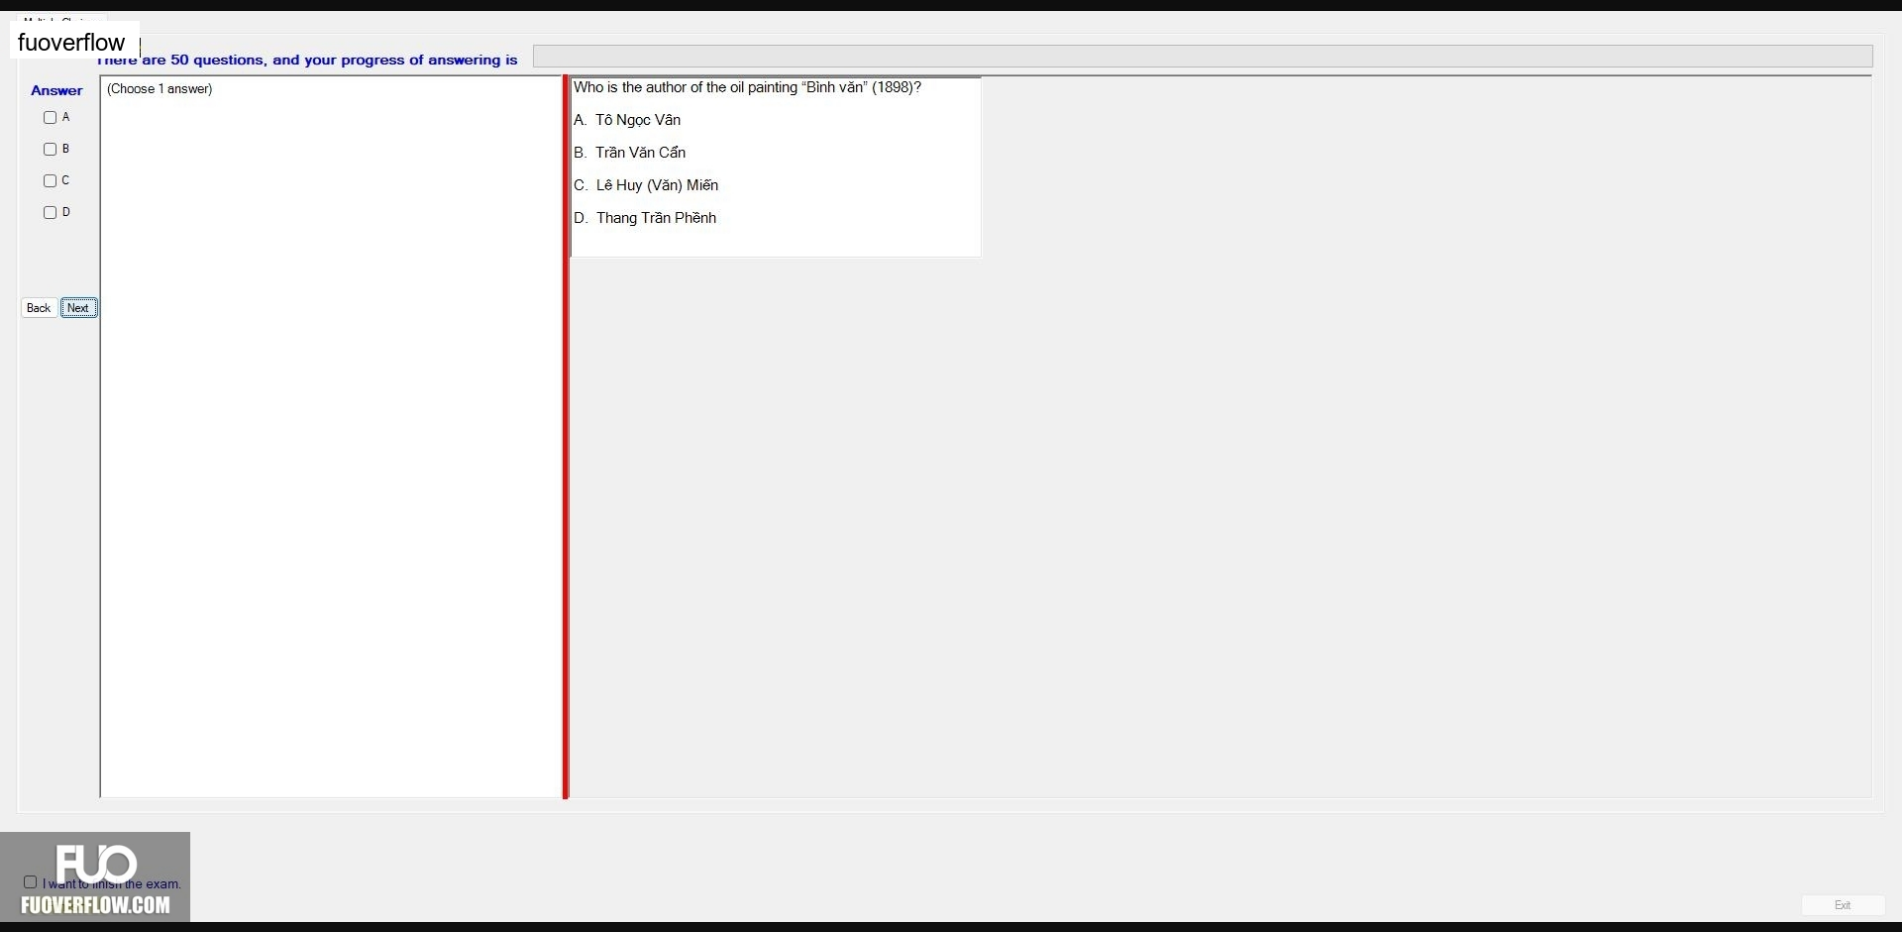 fuoverflow
There are 50 questions, and your progress of answering is
Answer
A
B
C
D
Back Next
(Choose 1 answer)
Who is the author of the oil painting “Bình văn” (1898)?
A. Tô Ngọc Vân
B. Trần Văn Cẩn
C. Lê Huy (Văn) Miến
D. Thang Trần Phềnh
FUO
I want to finish the exam.
FUOVERFLOW.COM
Exit